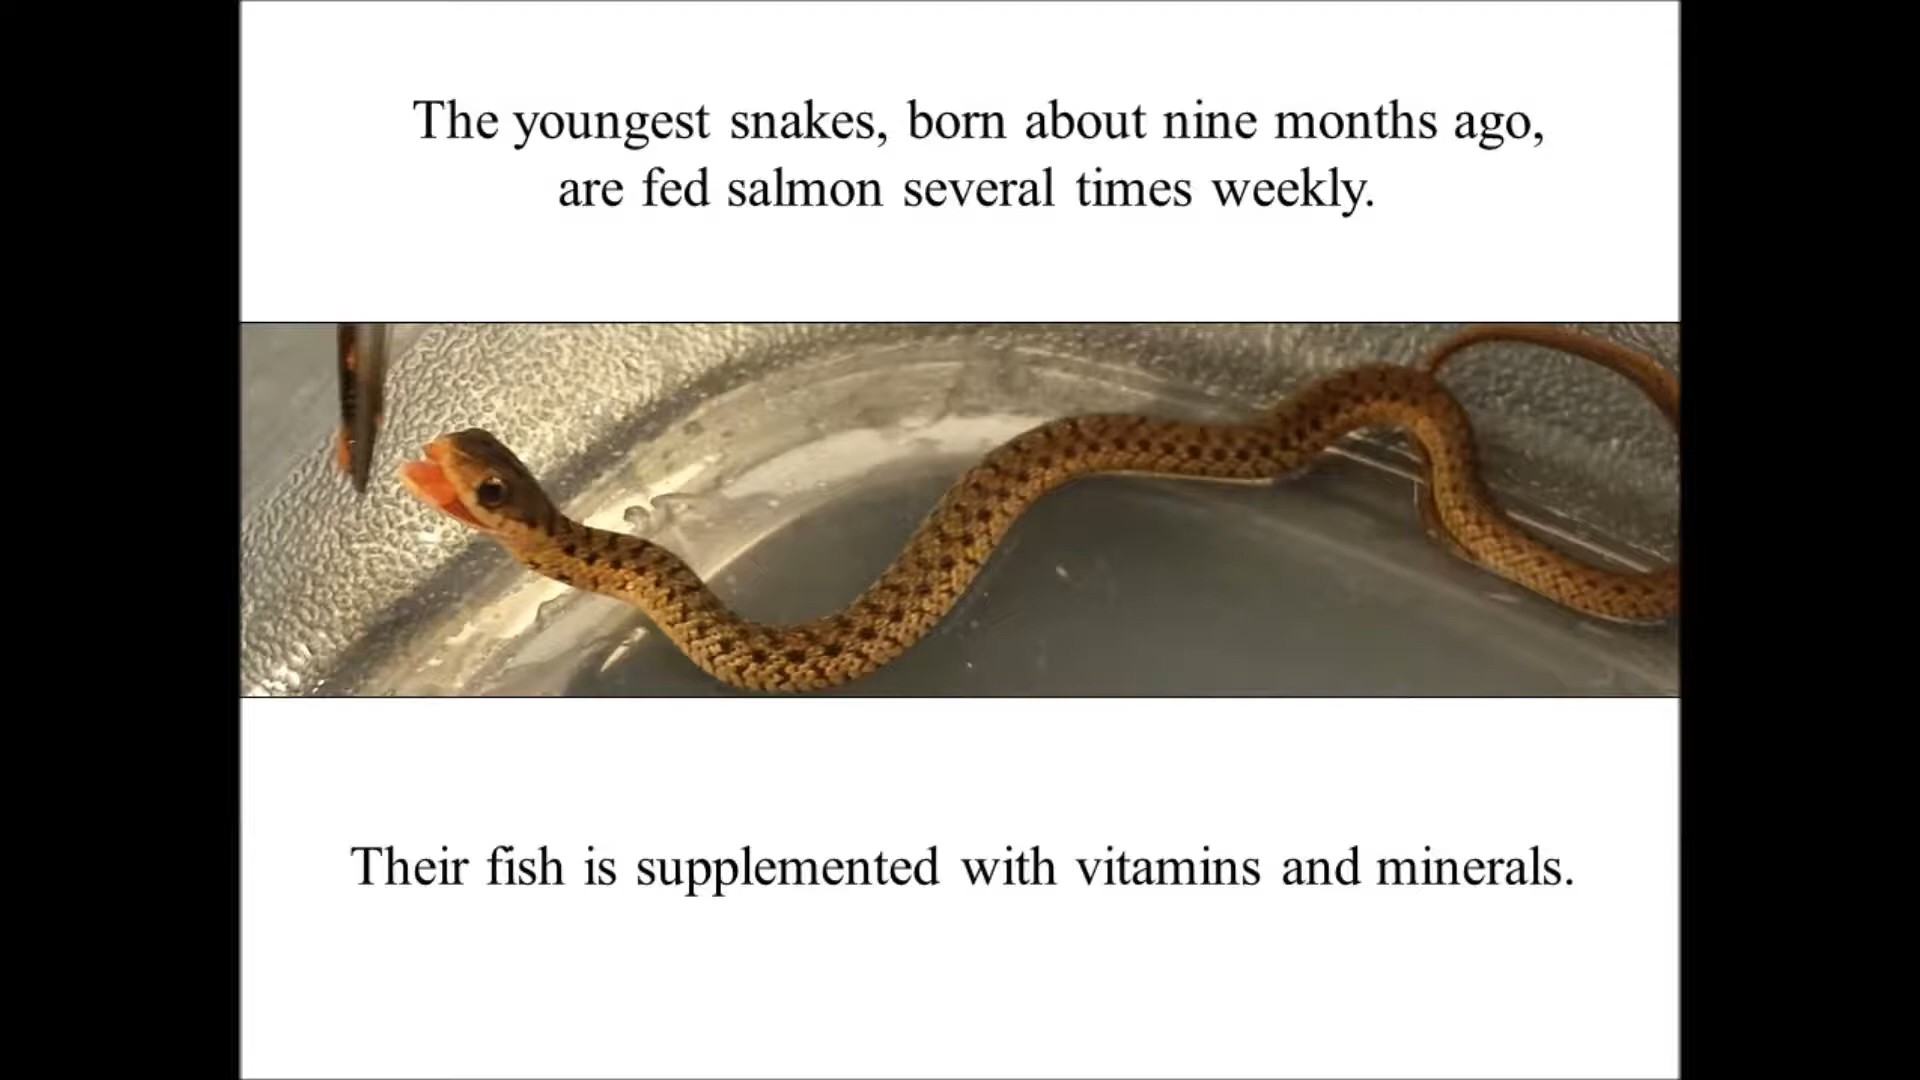 The youngest snakes, born about nine months ago,
are fed salmon several times weekly.
Their fish is supplemented with vitamins and minerals.